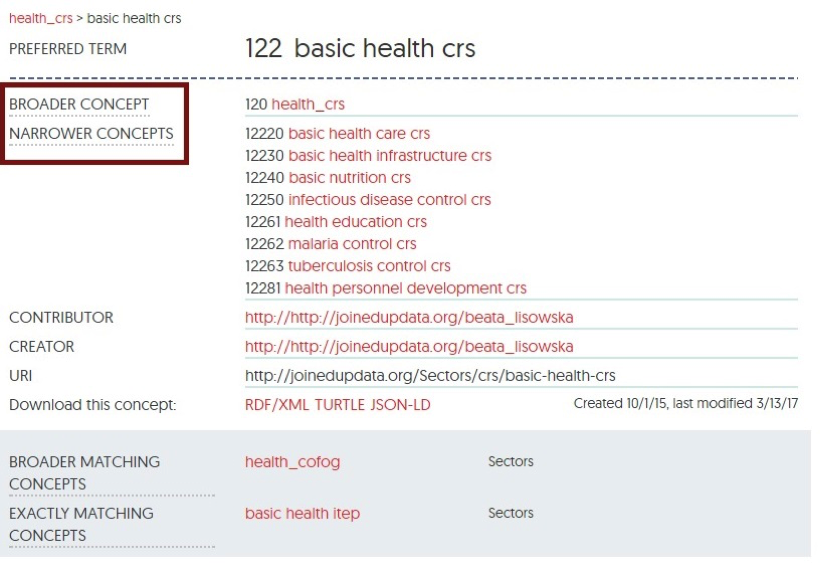 health_crs > basic health crs
PREFERRED TERM 122 basic health crs
BROADER CONCEPT 120 health_crs
NARROWER CONCEPTS 12220 basic health care crs
12230 basic health infrastructure crs
12240 basic nutrition crs
12250 infectious disease control crs
12261 health education crs
12262 malaria control crs
12263 tuberculosis control crs
12281 health personnel development crs
CONTRIBUTOR http://http://joinedupdata.org/beata_lisowska
CREATOR http://http://joinedupdata.org/beata_lisowska
URI http://joinedupdata.org/Sectors/crs/basic-health-crs
Download this concept: RDF/XML TURTLE JSON-LD Created 10/1/15, last modified 3/13/17
BROADER MATCHING health_cofog Sectors
CONCEPTS
EXACTLY MATCHING basic health itep Sectors
CONCEPTS